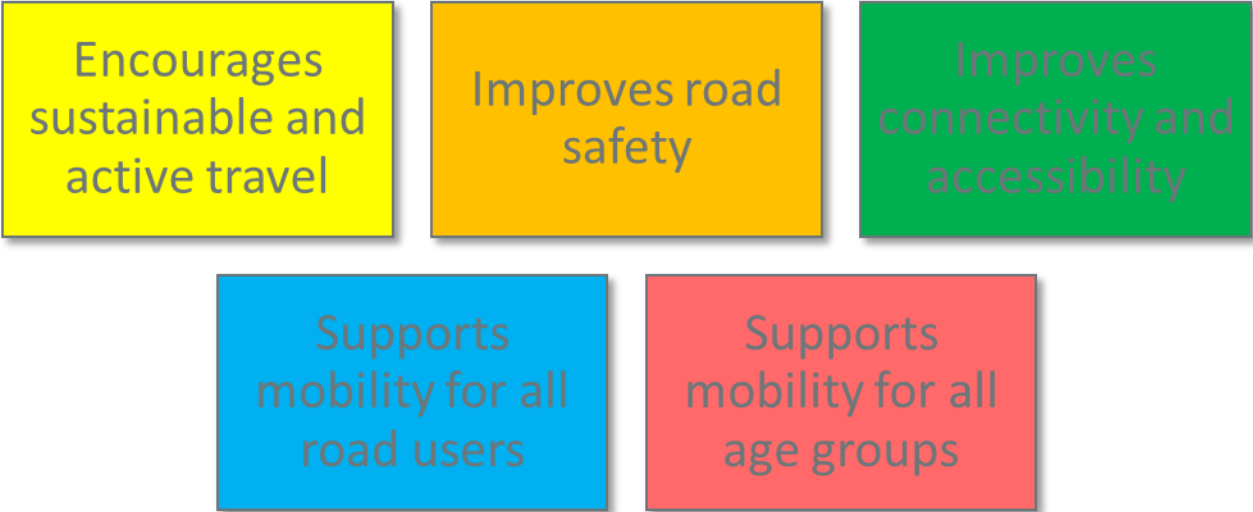 Encourages
sustainable and
active travel
Improves road
safety
Improves
connectivity and
accessibility
Supports
mobility for all
road users
Supports
mobility for all
age groups